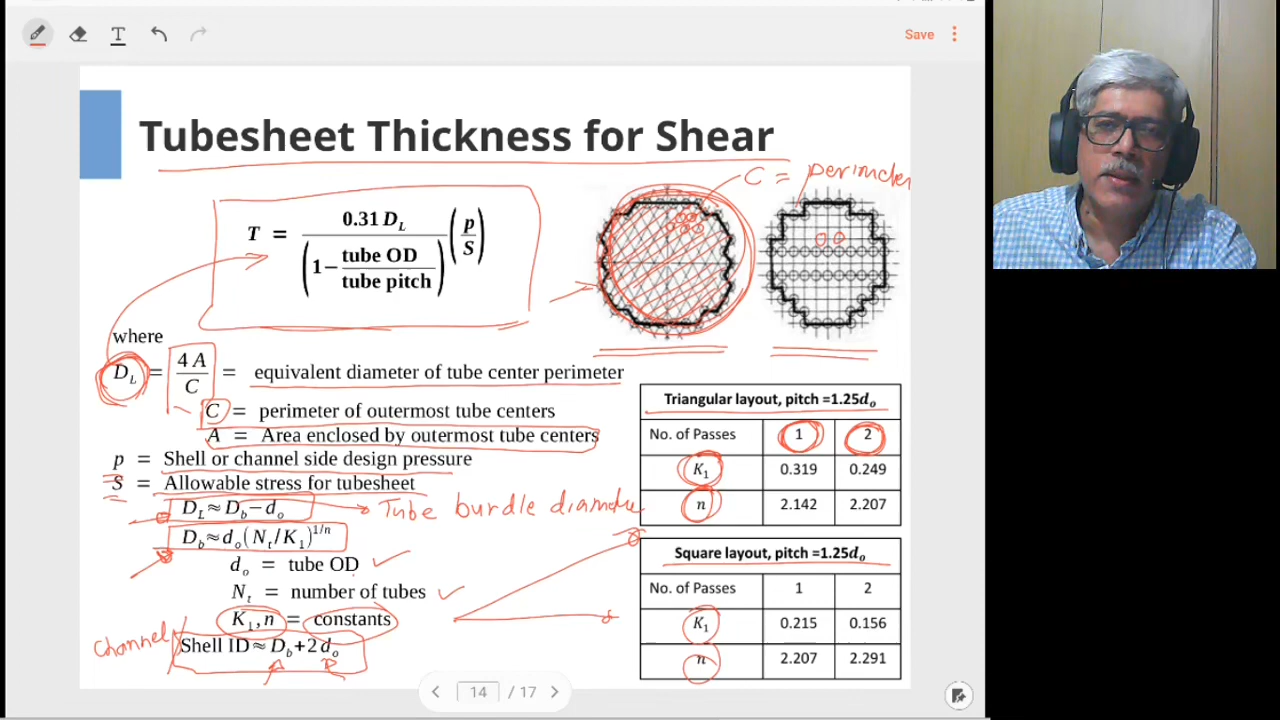 Save
Tubesheet Thickness for Shear
C = perimeter
T = 0.31 D_L / (1 − tube OD / tube pitch) (p / S)
where
D_L = 4 A / C = equivalent diameter of tube center perimeter
C = perimeter of outermost tube centers
A = Area enclosed by outermost tube centers
p = Shell or channel side design pressure
S = Allowable stress for tubesheet
D_L ≈ D_b − d_o
Tube bundle diamete
D_b ≈ d_o (N_t / K_1)^{1/n}
d_o = tube OD
N_t = number of tubes
K_1, n = constants
Channel
Shell ID ≈ D_b + 2 d_o
Triangular layout, pitch =1.25d_o
No. of Passes 1 2
K_1 0.319 0.249
n 2.142 2.207
Square layout, pitch =1.25d_o
No. of Passes 1 2
K_1 0.215 0.156
n 2.207 2.291
14 / 17